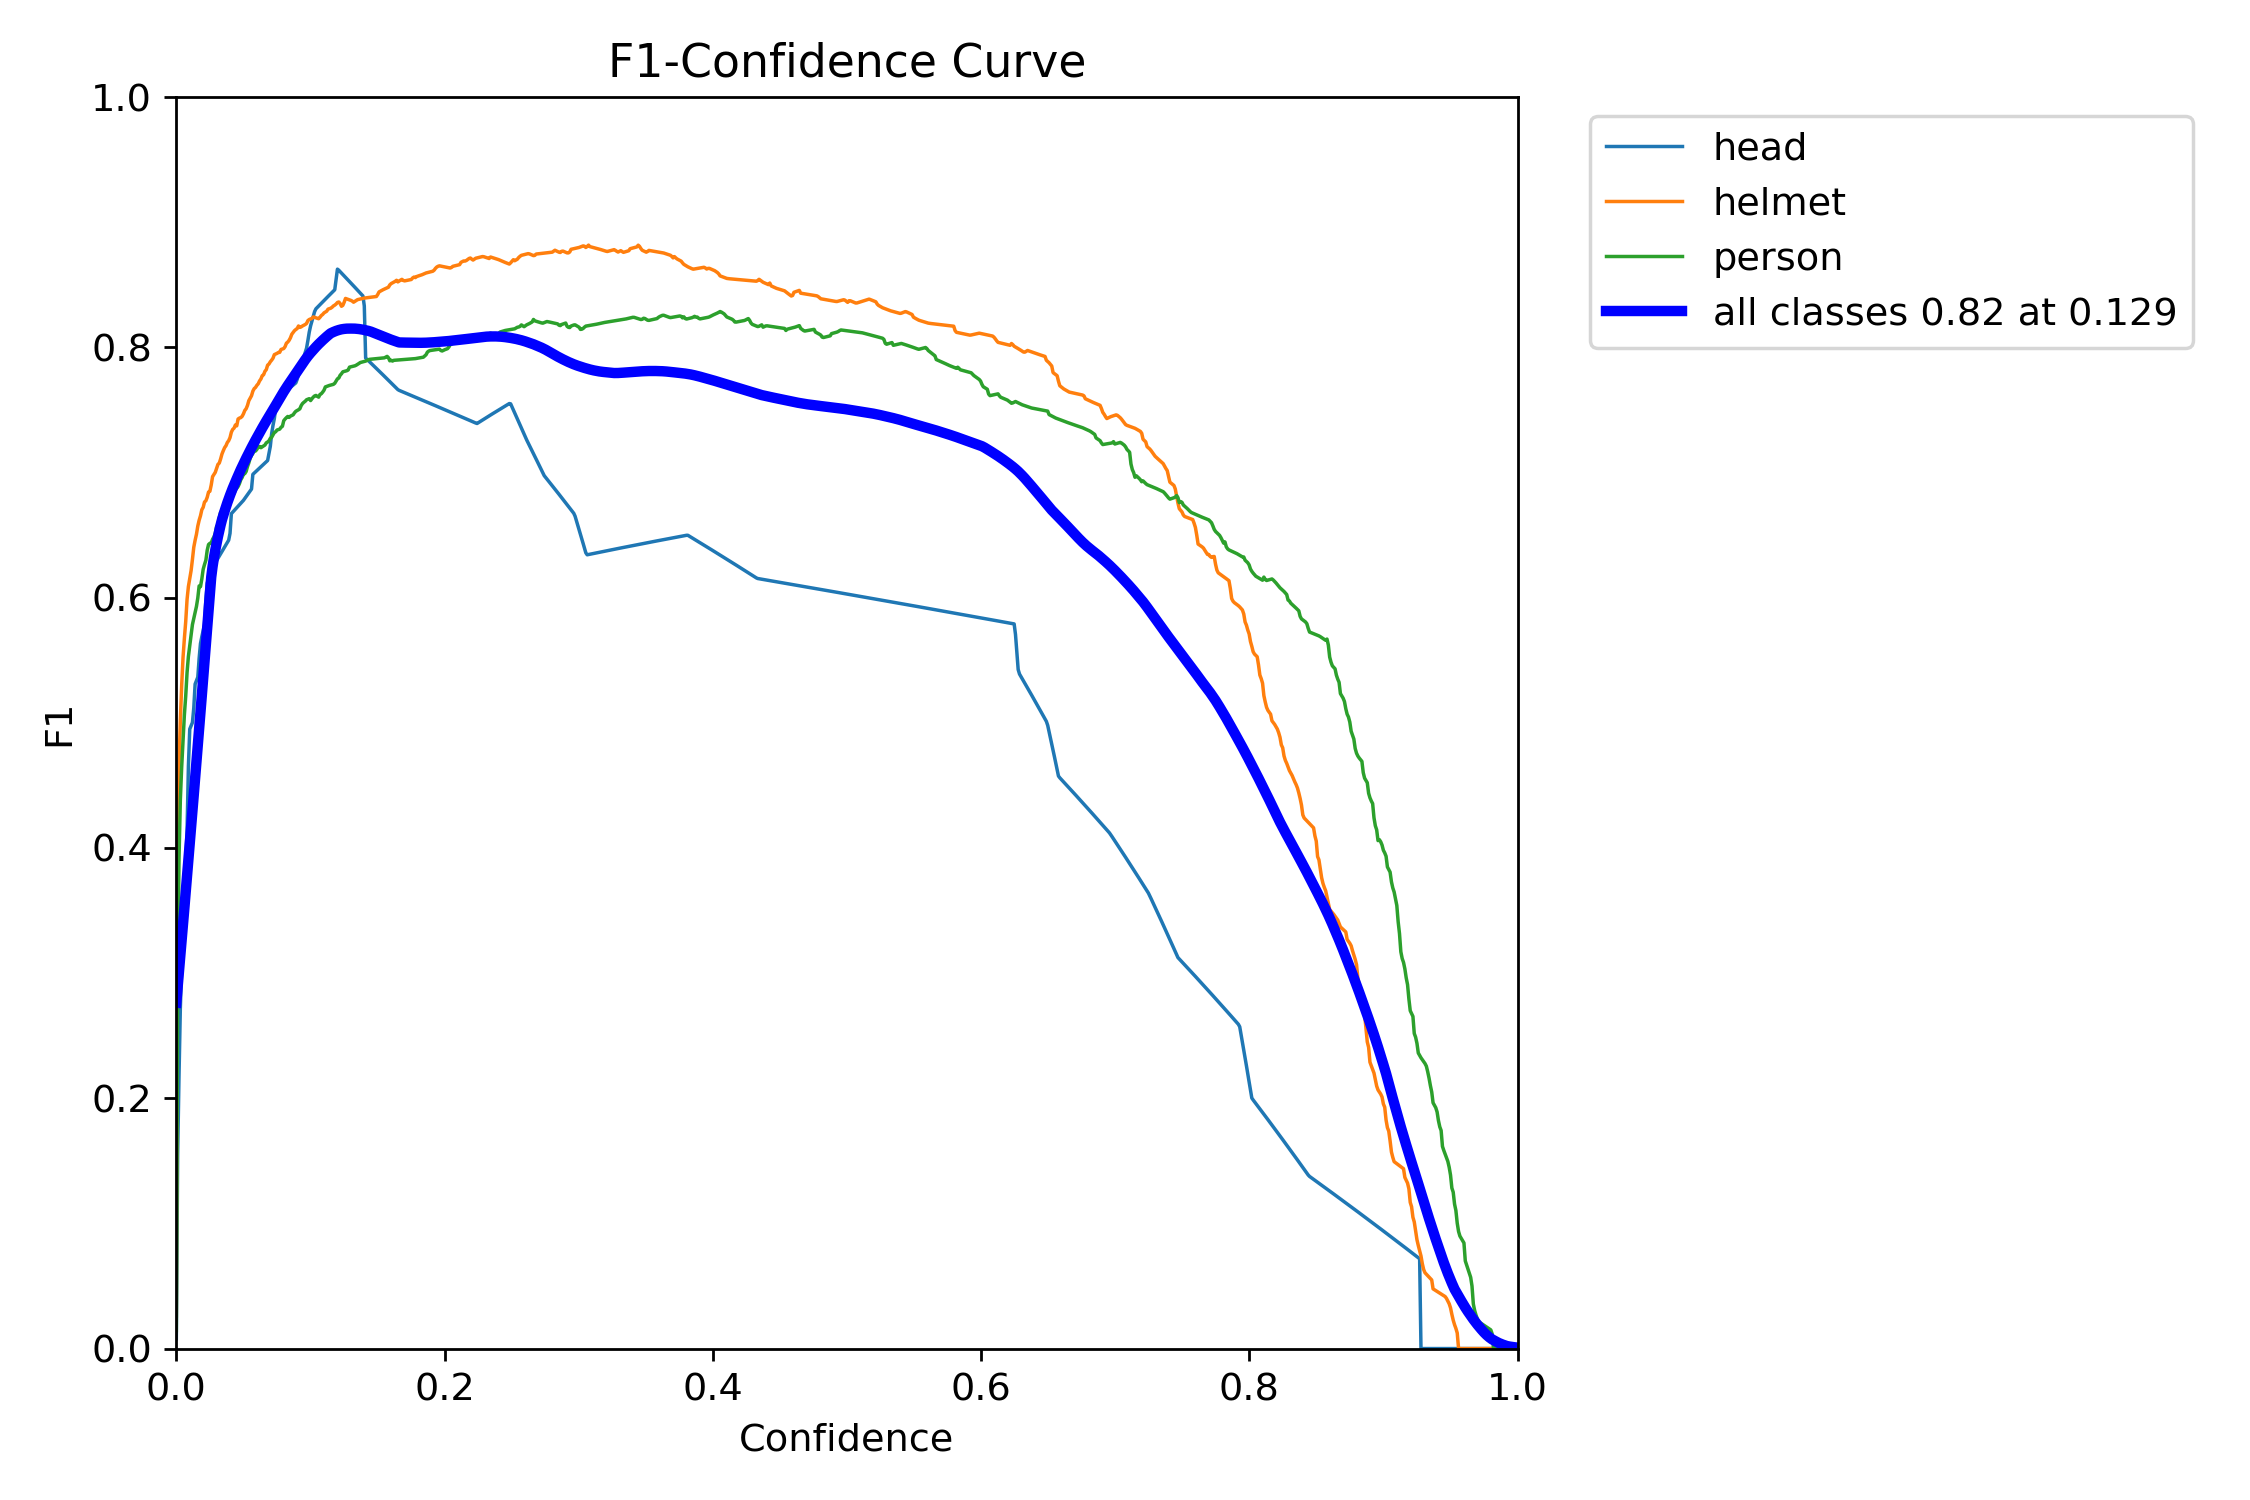 F1-Confidence Curve
1.0
0.8
0.6
0.4
0.2
0.0
F1
0.0 0.2 0.4 0.6 0.8 1.0
Confidence
head
helmet
person
all classes 0.82 at 0.129